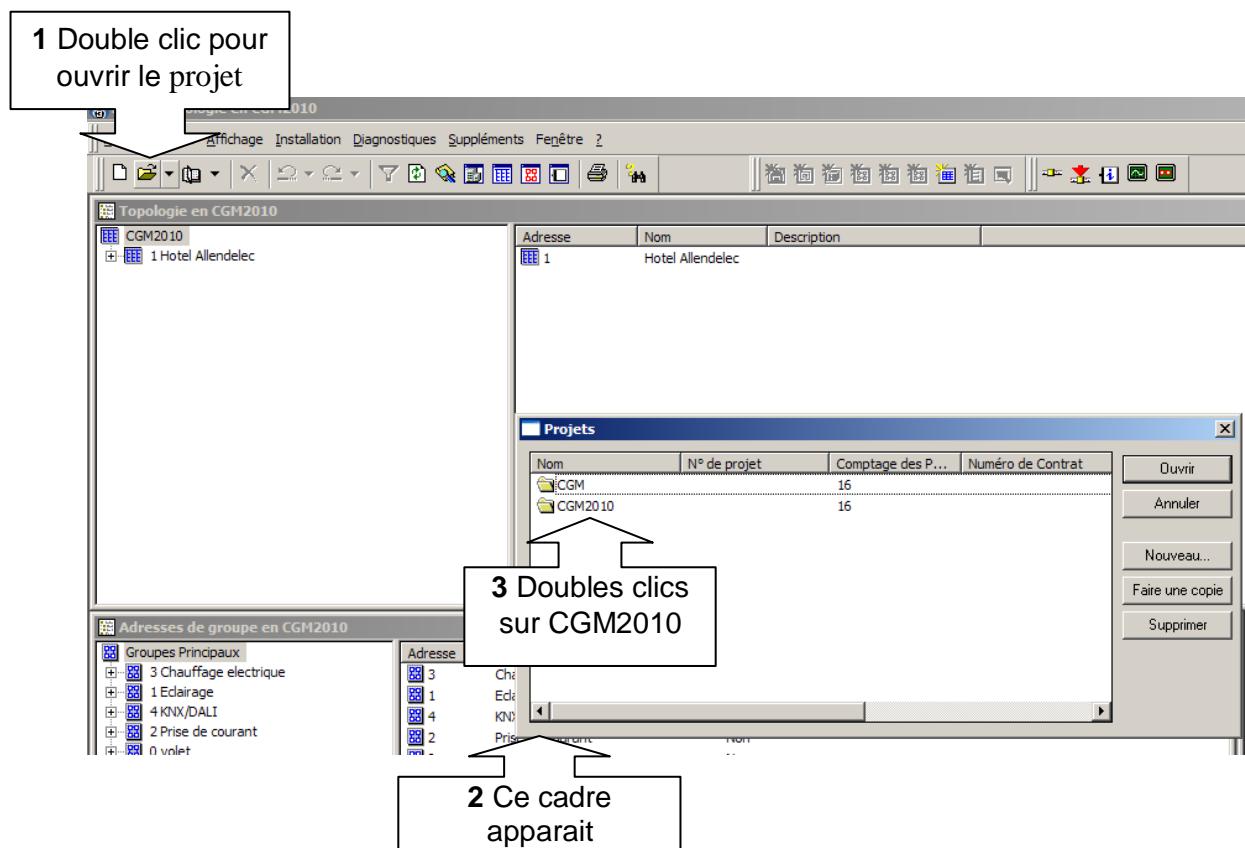 1 Double clic pour
ouvrir le projet
CGM2010
Affichage Installation Diagnostiques Suppléments Fenêtre ?
Topologie en CGM2010
CGM2010
1 Hotel Allendelec
Adresse Nom Description
1 Hotel Allendelec
Projets
Nom N° de projet Comptage des P... Numéro de Contrat
CGM 16
CGM2010 16
Ouvrir
Annuler
Nouveau...
Faire une copie
Supprimer
3 Doubles clics
sur CGM2010
Adresses de groupe en CGM2010
Groupes Principaux
3 Chauffage electrique
1 Eclairage
4 KNX/DALI
2 Prise de courant
0 volet
Adresse
3
1
4
2
2 Ce cadre
apparait